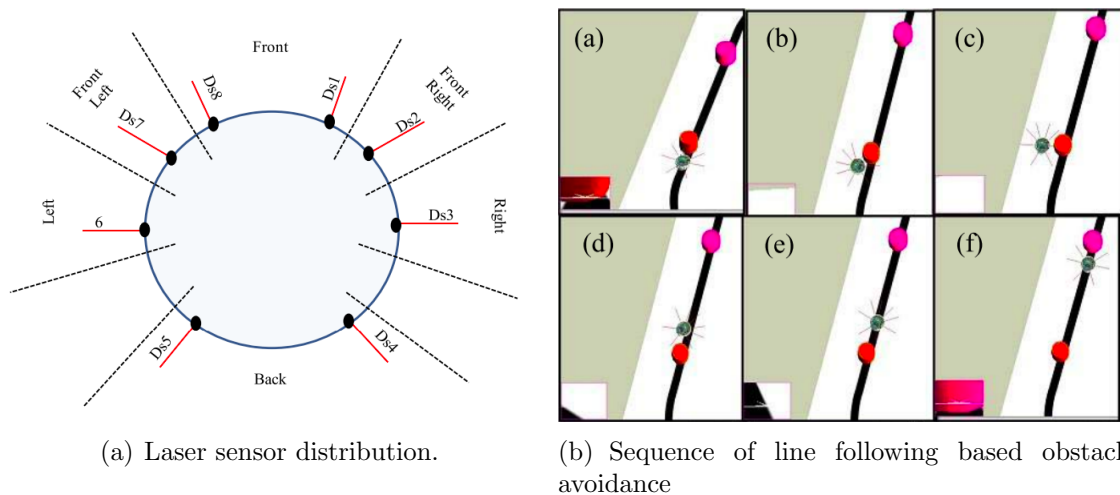 Front
Front
Left
Front
Right
Ds8
Ds1
Ds7
Ds2
Left
6
Ds3
Right
Ds5
Ds4
Back
(a) Laser sensor distribution.
(a)
(b)
(c)
(d)
(e)
(f)
(b) Sequence of line following based obstacl
avoidance